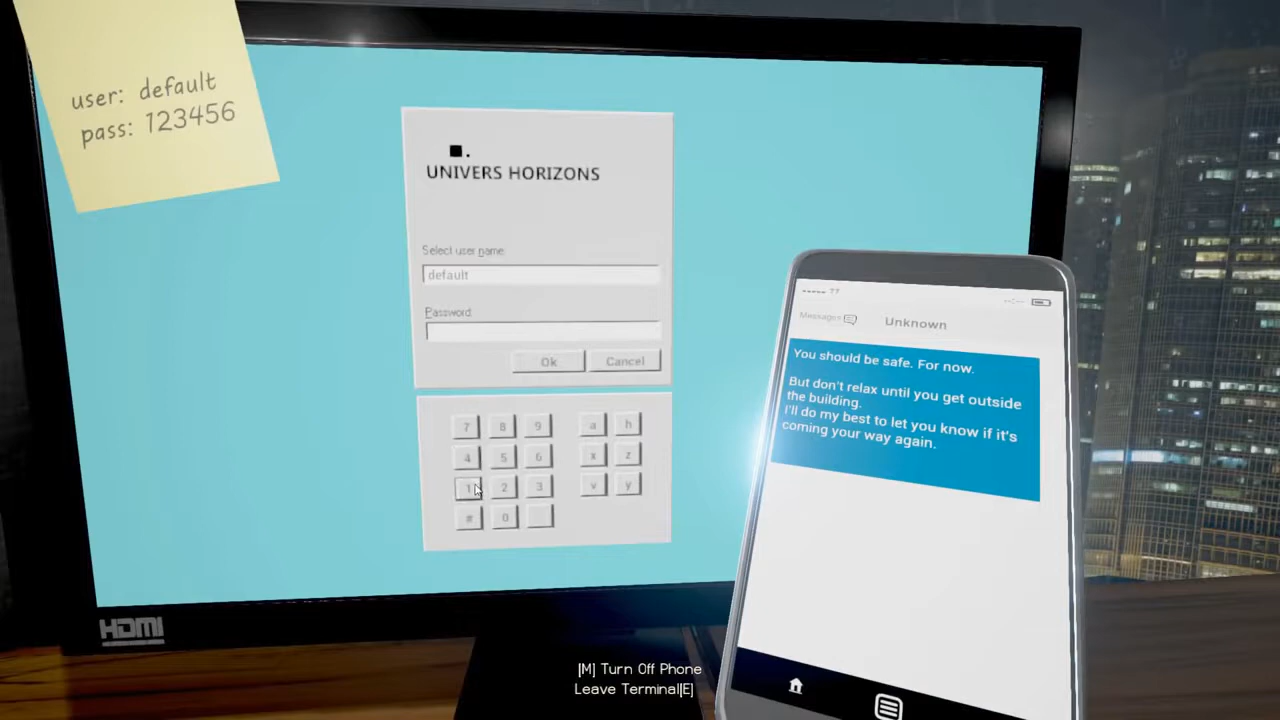 user: default
pass: 123456
UNIVERS HORIZONS
Select user name:
default
Password:
Ok
Cancel
7 8 9 a h
4 5 6 x z
1 2 3 v y
# 0
77
Messages
Unknown
You should be safe. For now.
But don't relax until you get outside
the building.
I'll do my best to let you know if it's
coming your way again.
HDMI
[M] Turn Off Phone
Leave Terminal[E]